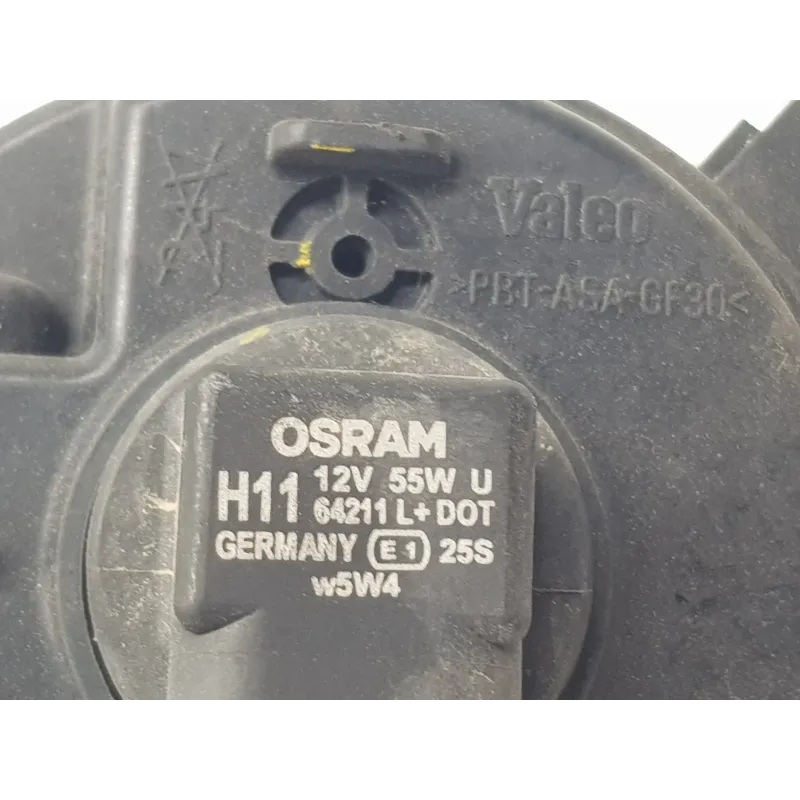 Valeo
>PBT-ASA-GF30<
OSRAM
H11 12V 55W U
64211 L+ DOT
GERMANY E1 25S
w5W4